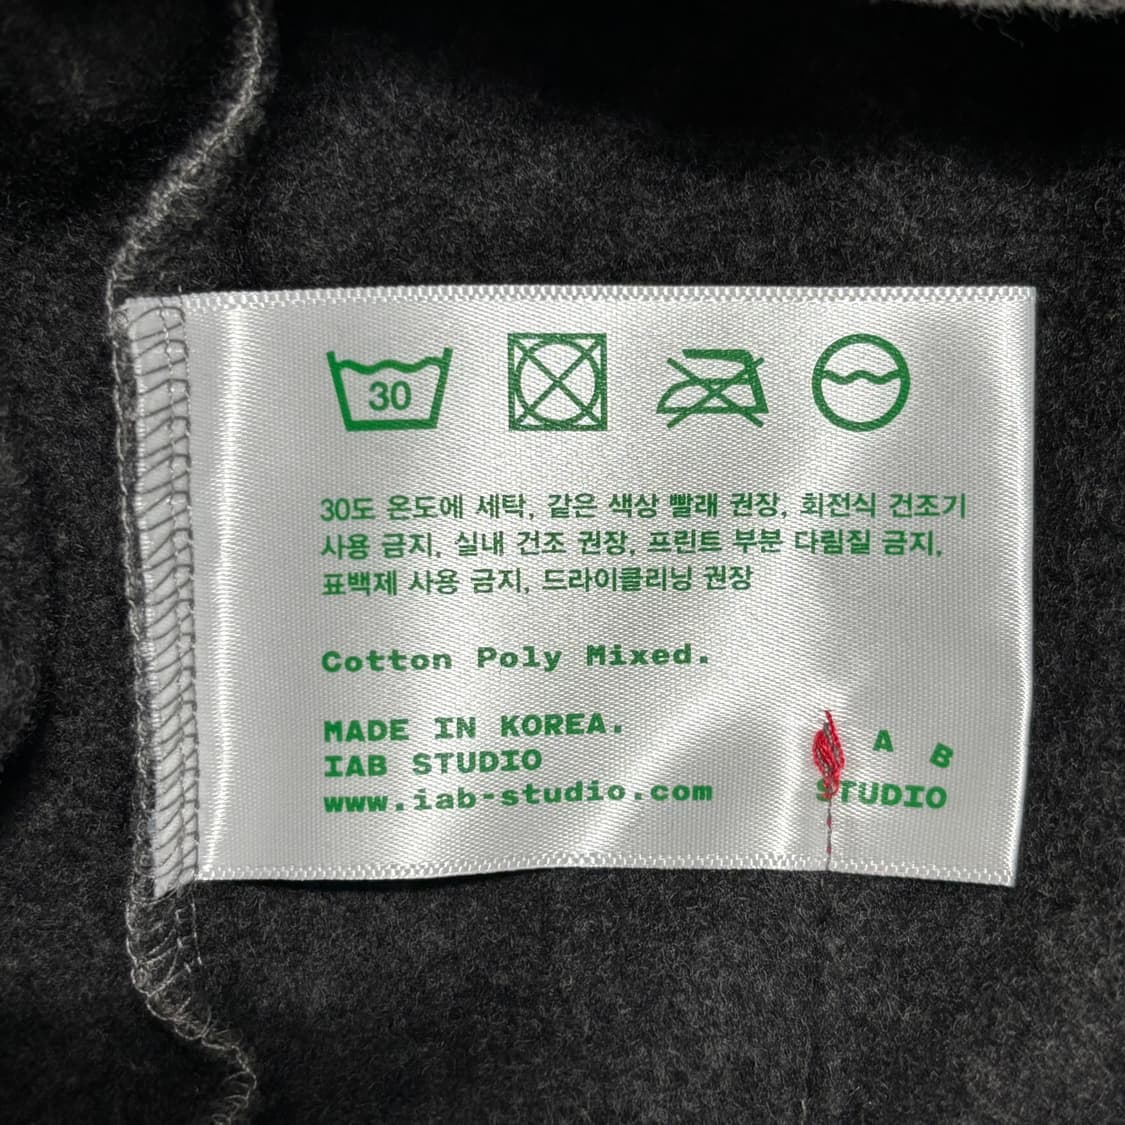 30
30도 온도에 세탁, 같은 색상 빨래 권장, 회전식 건조기
사용 금지, 실내 건조 권장, 프린트 부분 다림질 금지,
표백제 사용 금지, 드라이클리닝 권장
Cotton Poly Mixed.
MADE IN KOREA.
IAB STUDIO
www.iab-studio.com
A B
STUDIO